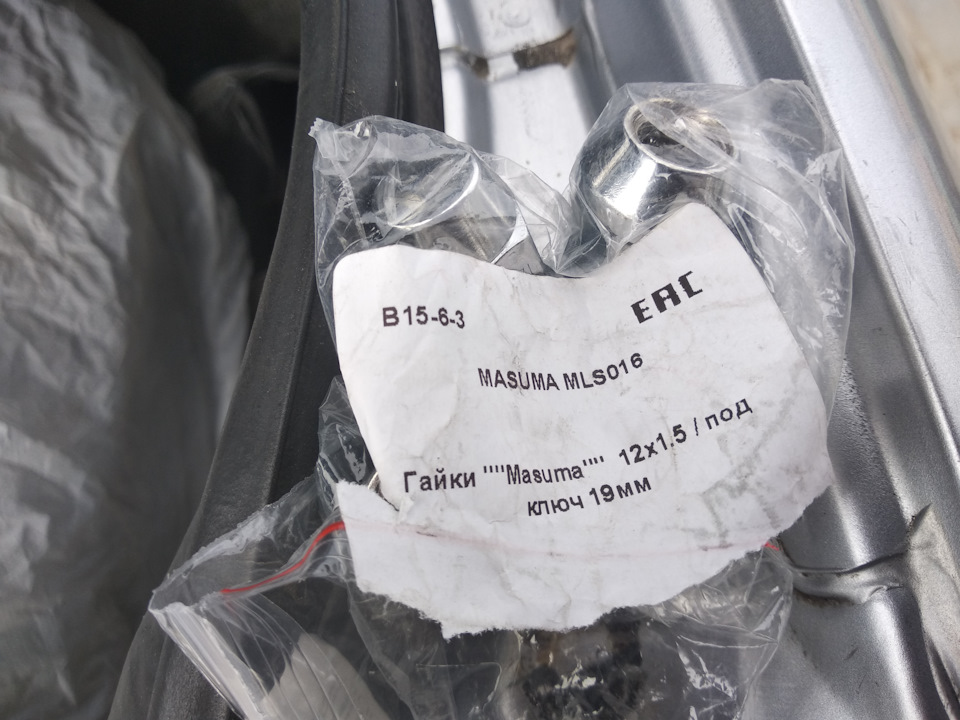 B15-6-3
EAC
MASUMA MLS016
Гайки """"Masuma"""" 12x1.5 / под
ключ 19мм